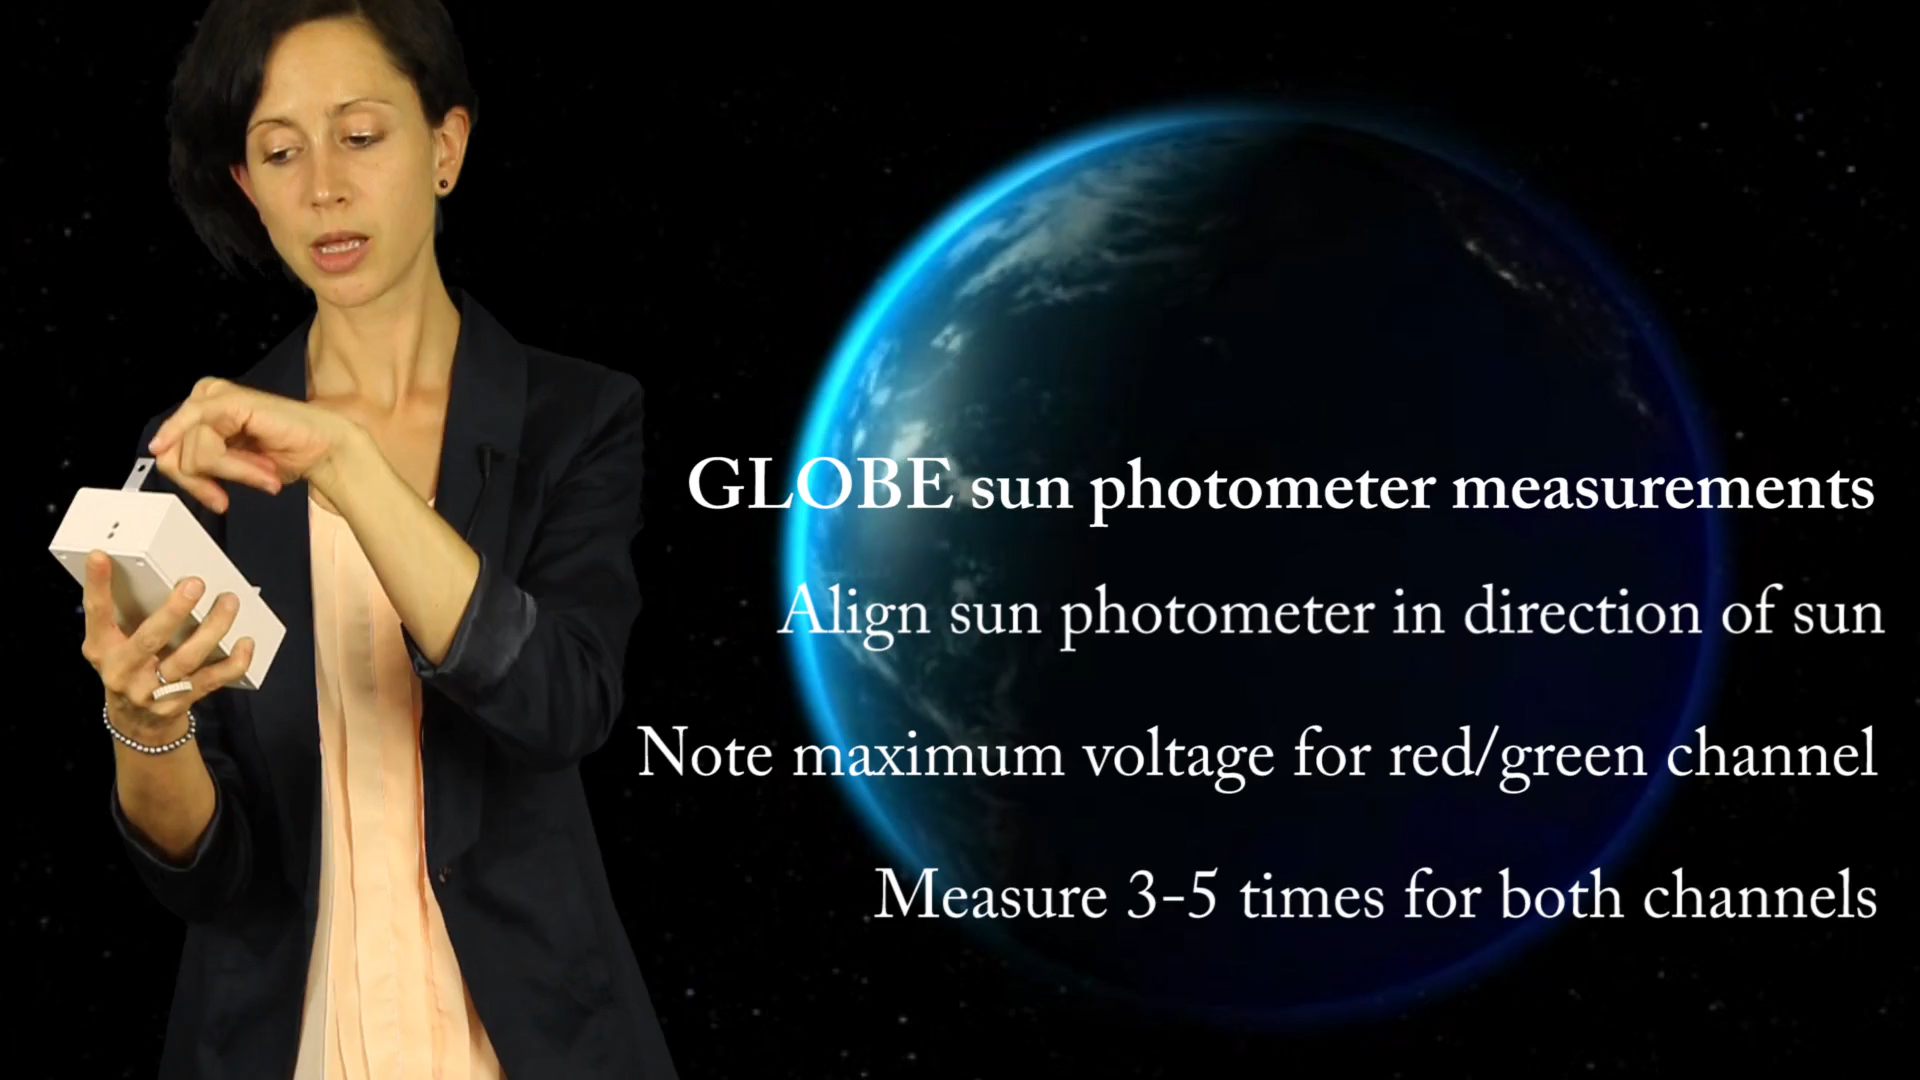 GLOBE sun photometer measurements
Align sun photometer in direction of sun
Note maximum voltage for red/green channel
Measure 3-5 times for both channels